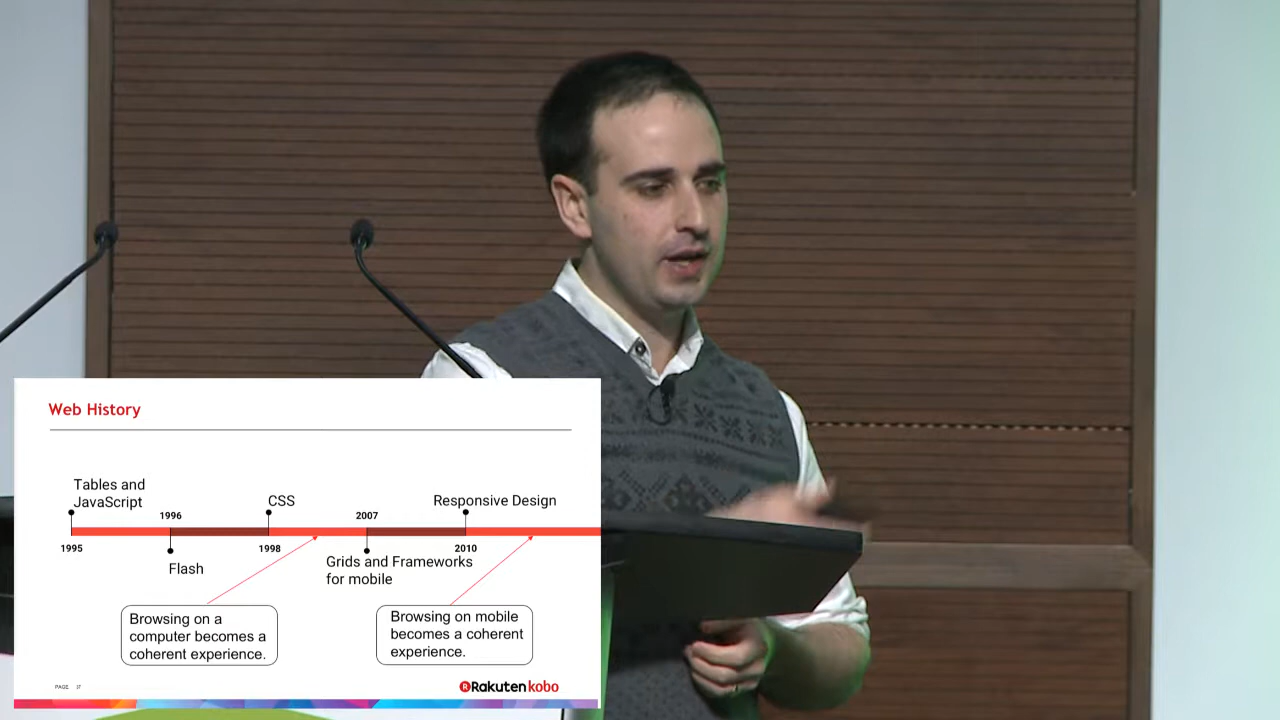 Web History
Tables and
JavaScript
1996
CSS
2007
Responsive Design
1995
Flash
1998
Grids and Frameworks
for mobile
2010
Browsing on a
computer becomes a
coherent experience.
Browsing on mobile
becomes a coherent
experience.
PAGE 37
Rakuten kobo